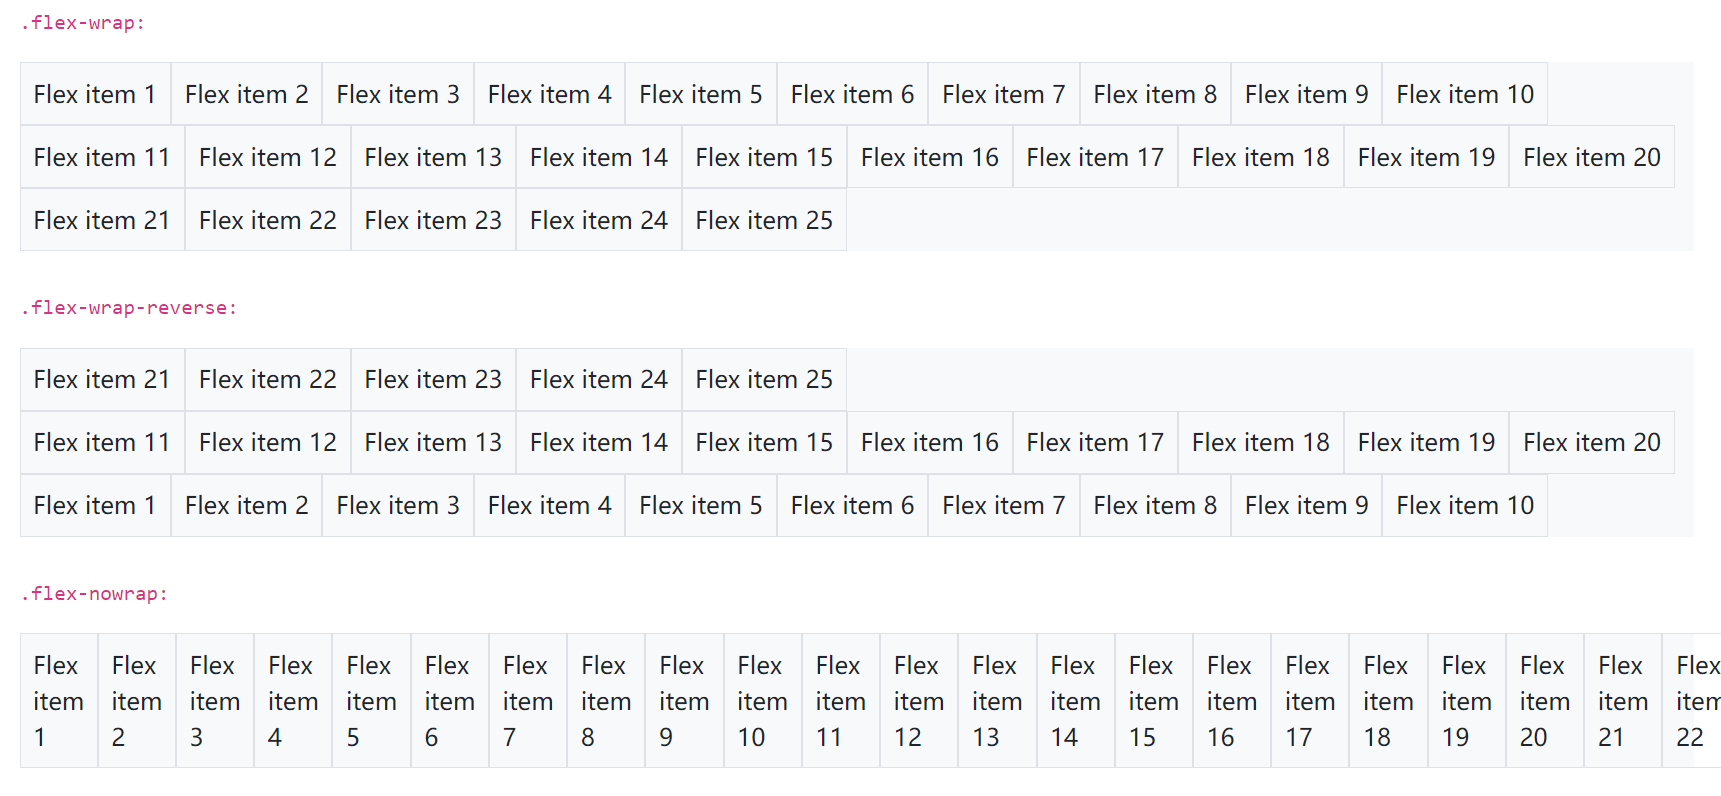 .flex-wrap:
Flex item 1 Flex item 2 Flex item 3 Flex item 4 Flex item 5 Flex item 6 Flex item 7 Flex item 8 Flex item 9 Flex item 10
Flex item 11 Flex item 12 Flex item 13 Flex item 14 Flex item 15 Flex item 16 Flex item 17 Flex item 18 Flex item 19 Flex item 20
Flex item 21 Flex item 22 Flex item 23 Flex item 24 Flex item 25
.flex-wrap-reverse:
Flex item 21 Flex item 22 Flex item 23 Flex item 24 Flex item 25
Flex item 11 Flex item 12 Flex item 13 Flex item 14 Flex item 15 Flex item 16 Flex item 17 Flex item 18 Flex item 19 Flex item 20
Flex item 1 Flex item 2 Flex item 3 Flex item 4 Flex item 5 Flex item 6 Flex item 7 Flex item 8 Flex item 9 Flex item 10
.flex-nowrap:
Flex Flex Flex Flex Flex Flex Flex Flex Flex Flex Flex Flex Flex Flex Flex Flex Flex Flex Flex Flex Flex Flex
item item item item item item item item item item item item item item item item item item item item item item
1 2 3 4 5 6 7 8 9 10 11 12 13 14 15 16 17 18 19 20 21 22